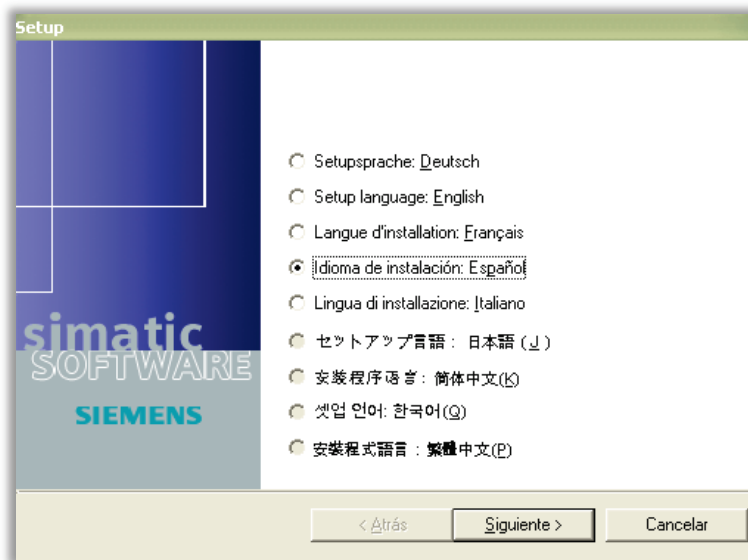 Setup
Setupsprache: Deutsch
Setup language: English
Langue d'installation: Français
Idioma de instalación: Español
Lingua di installazione: Italiano
セットアップ言語： 日本語 (J)
安装程序语言：简体中文(K)
셋업 언어: 한국어(Q)
安裝程式語言：繁體中文(P)
simatic
SOFTWARE
SIEMENS
< Atrás
Siguiente >
Cancelar